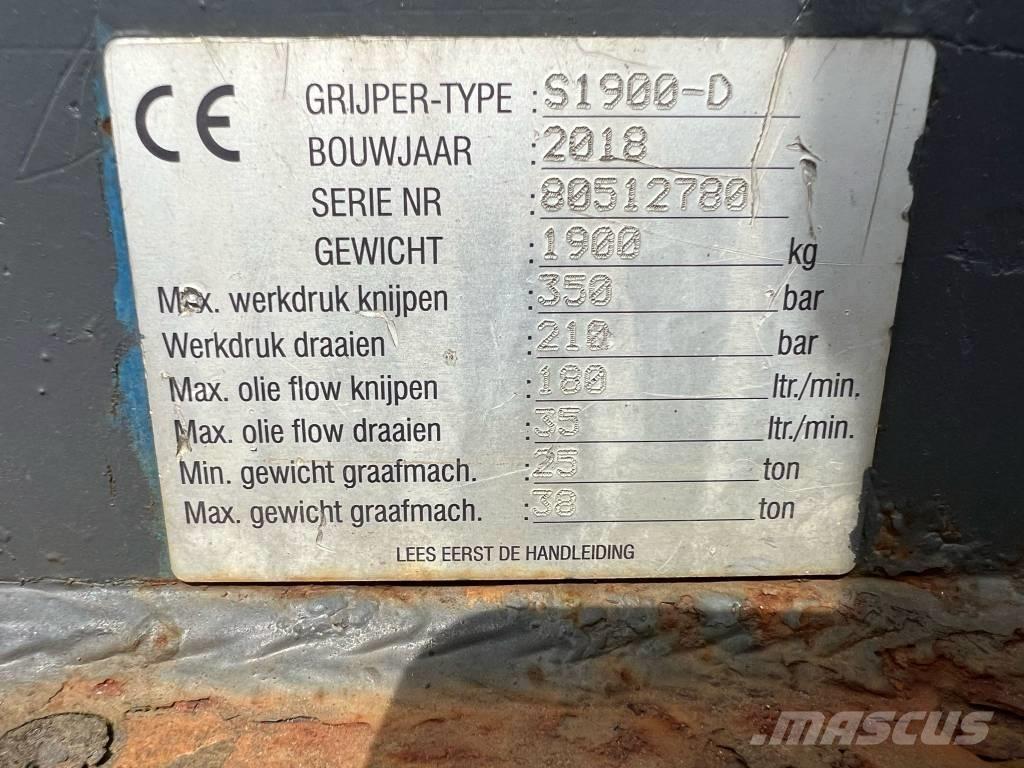 CE
GRIJPER-TYPE : S1900-D
BOUWJAAR : 2018
SERIE NR : 80512780
GEWICHT : 1900 kg
Max. werkdruk knijpen : 350 bar
Werkdruk draaien : 210 bar
Max. olie flow knijpen : 180 ltr./min.
Max. olie flow draaien : 35 ltr./min.
Min. gewicht graafmach. : 25 ton
Max. gewicht graafmach. : 38 ton
LEES EERST DE HANDLEIDING
MASCUS